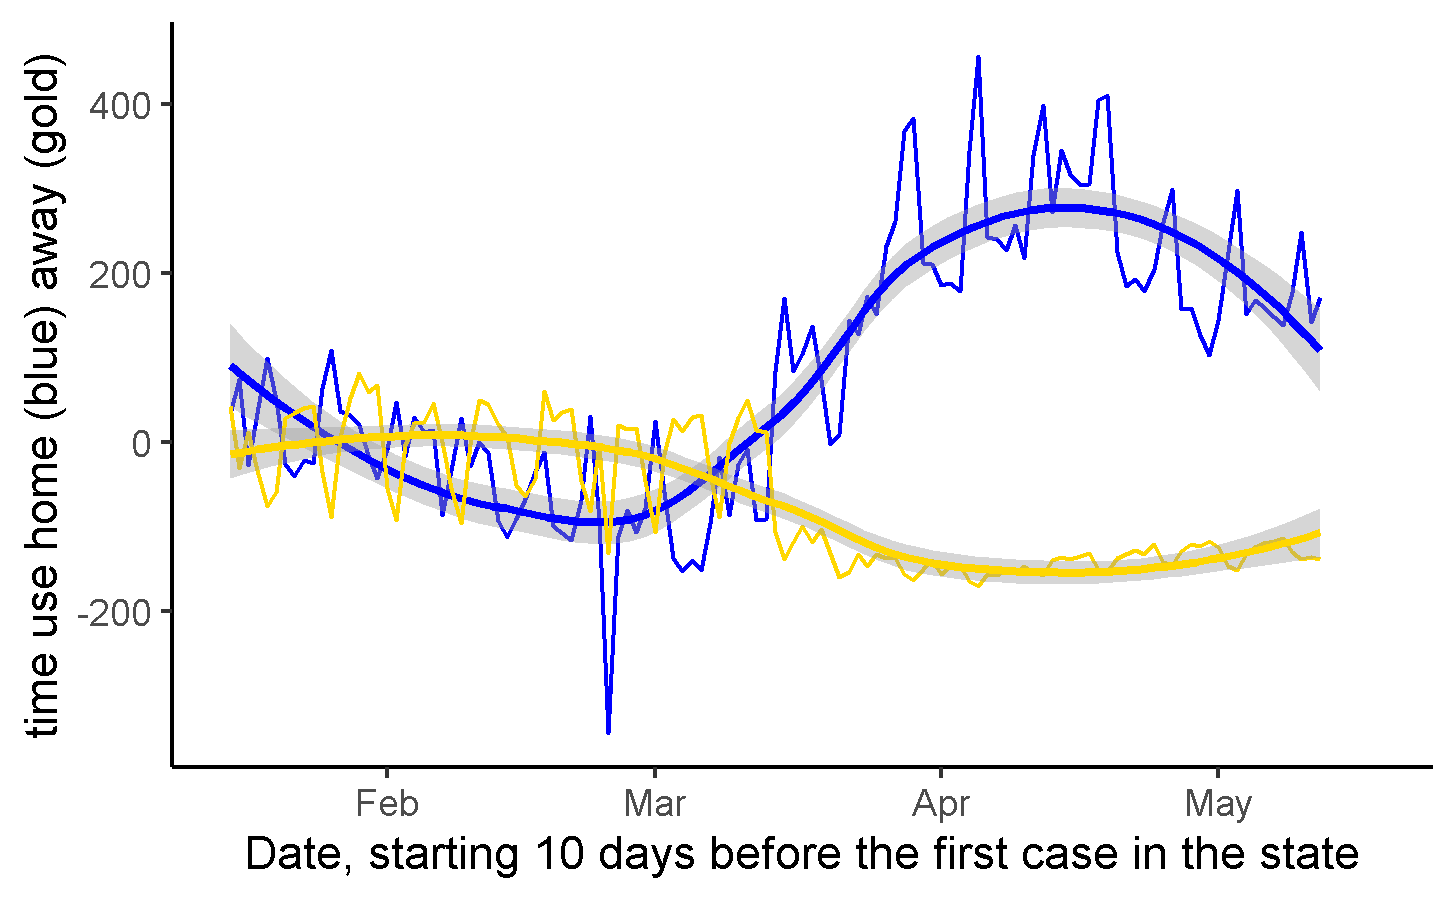 time use home (blue) away (gold)
400
200
0
-200
Feb Mar Apr May
Date, starting 10 days before the first case in the state